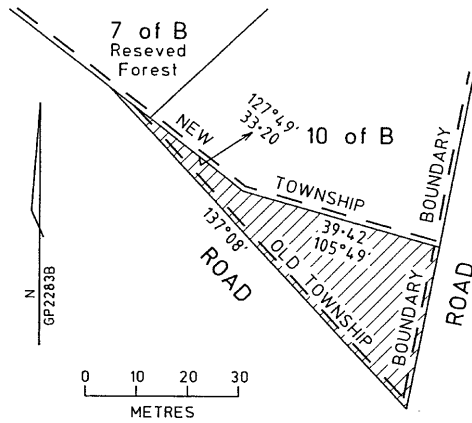 7 of B
Reseved
Forest
127°49'
33·20
10 of B
NEW
TOWNSHIP
39·42
105°49'
BOUNDARY
137°08'
ROAD
OLD TOWNSHIP
BOUNDARY
ROAD
N
GP2283B
0 10 20 30
METRES